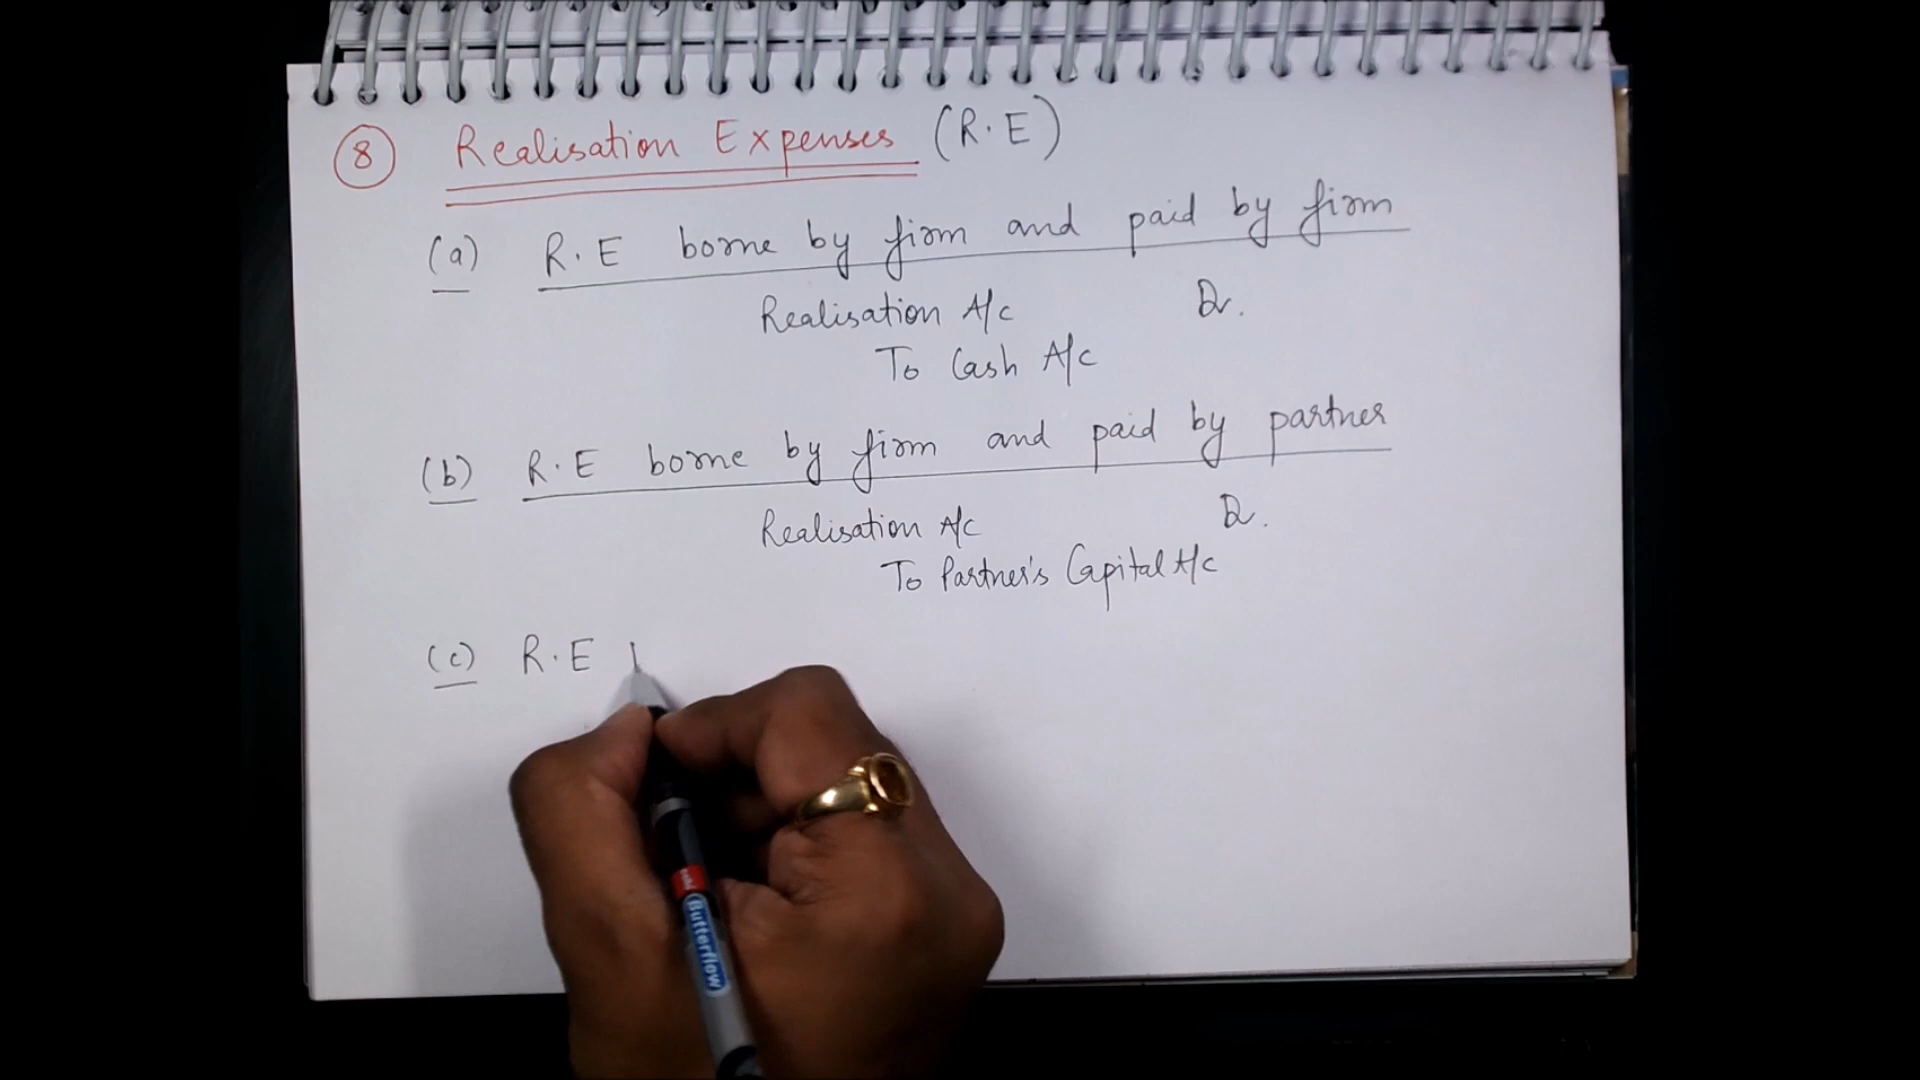 8 Realisation Expenses (R.E)
(a) R.E borne by firm and paid by firm
Realisation A/c Dr.
To Cash A/c
(b) R.E borne by firm and paid by partner
Realisation A/c Dr.
To Partner's Capital A/c
(c) R.E
Butterflow